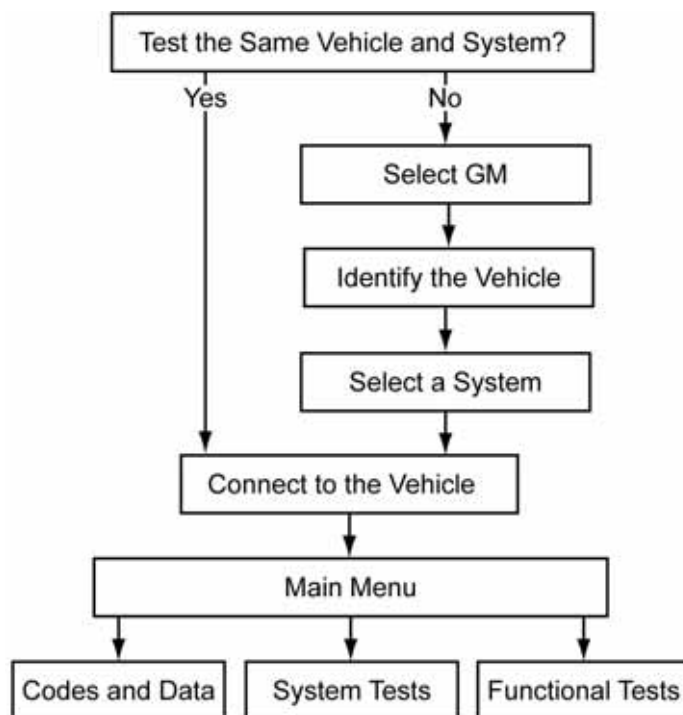 Test the Same Vehicle and System?
Yes
No
Select GM
Identify the Vehicle
Select a System
Connect to the Vehicle
Main Menu
Codes and Data
System Tests
Functional Tests